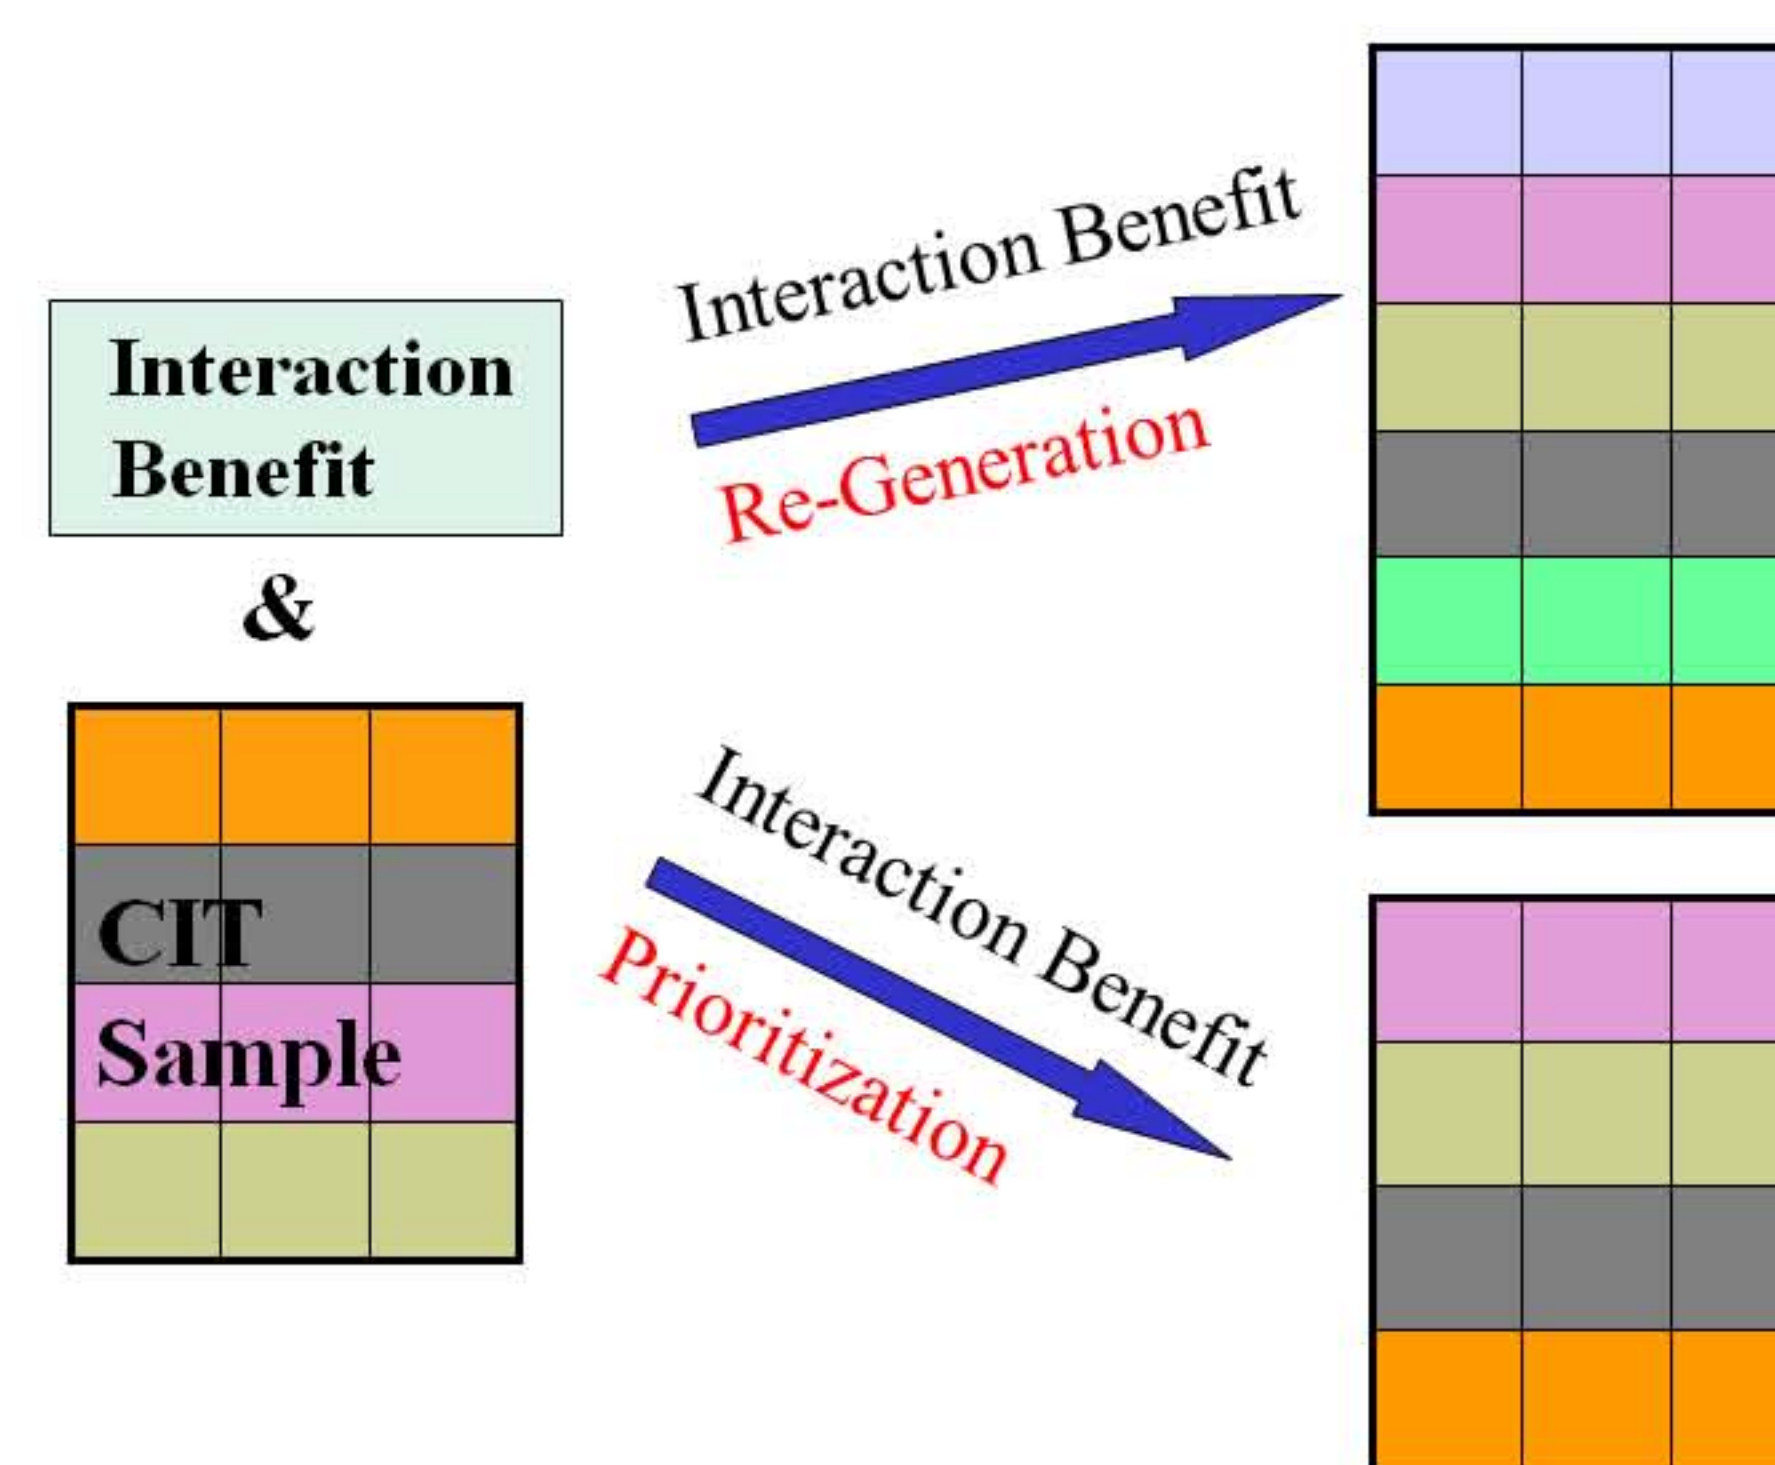 Interaction
Benefit
&
CIT
Sample
Interaction Benefit
Re-Generation
Interaction Benefit
Prioritization